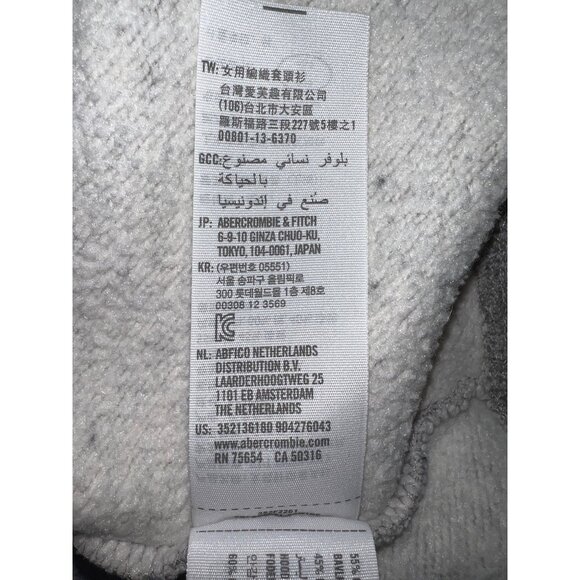 TW: 女用編織套頭衫
台灣愛芙趣有限公司
(106)台北市大安區
羅斯福路三段227號5樓之1
00801-13-6370
GCC: بلوفر نسائي مصنوع
بالحياكة
صُنع في إندونيسيا
JP: ABERCROMBIE & FITCH
6-9-10 GINZA CHUO-KU,
TOKYO, 104-0061, JAPAN
KR: (우편번호 05551)
서울 송파구 올림픽로
300 롯데월드몰 1층 제8호
00308 12 3569
NL: ABFICO NETHERLANDS
DISTRIBUTION B.V.
LAARDERHOOGTWEG 25
1101 EB AMSTERDAM
THE NETHERLANDS
US: 352136180 904276043
www.abercrombie.com
RN 75654 CA 50316
55%
45%
60%